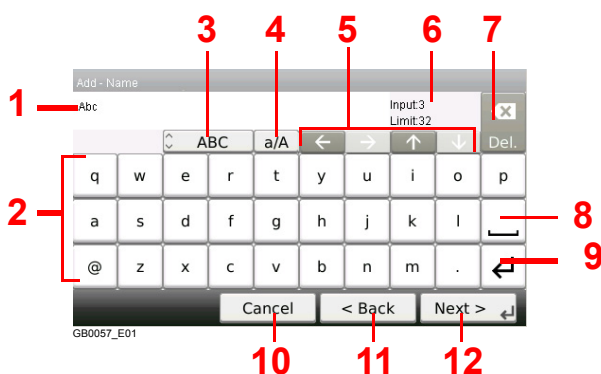 3 4 5 6 7
Add - Name
1 Abc Input:3
Limit:32
ABC a/A ← → ↑ ↓ Del.
2
q w e r t y u i o p
a s d f g h j k l 8
@ z x c v b n m . 9
Cancel < Back Next >
GB0057_E01
10 11 12